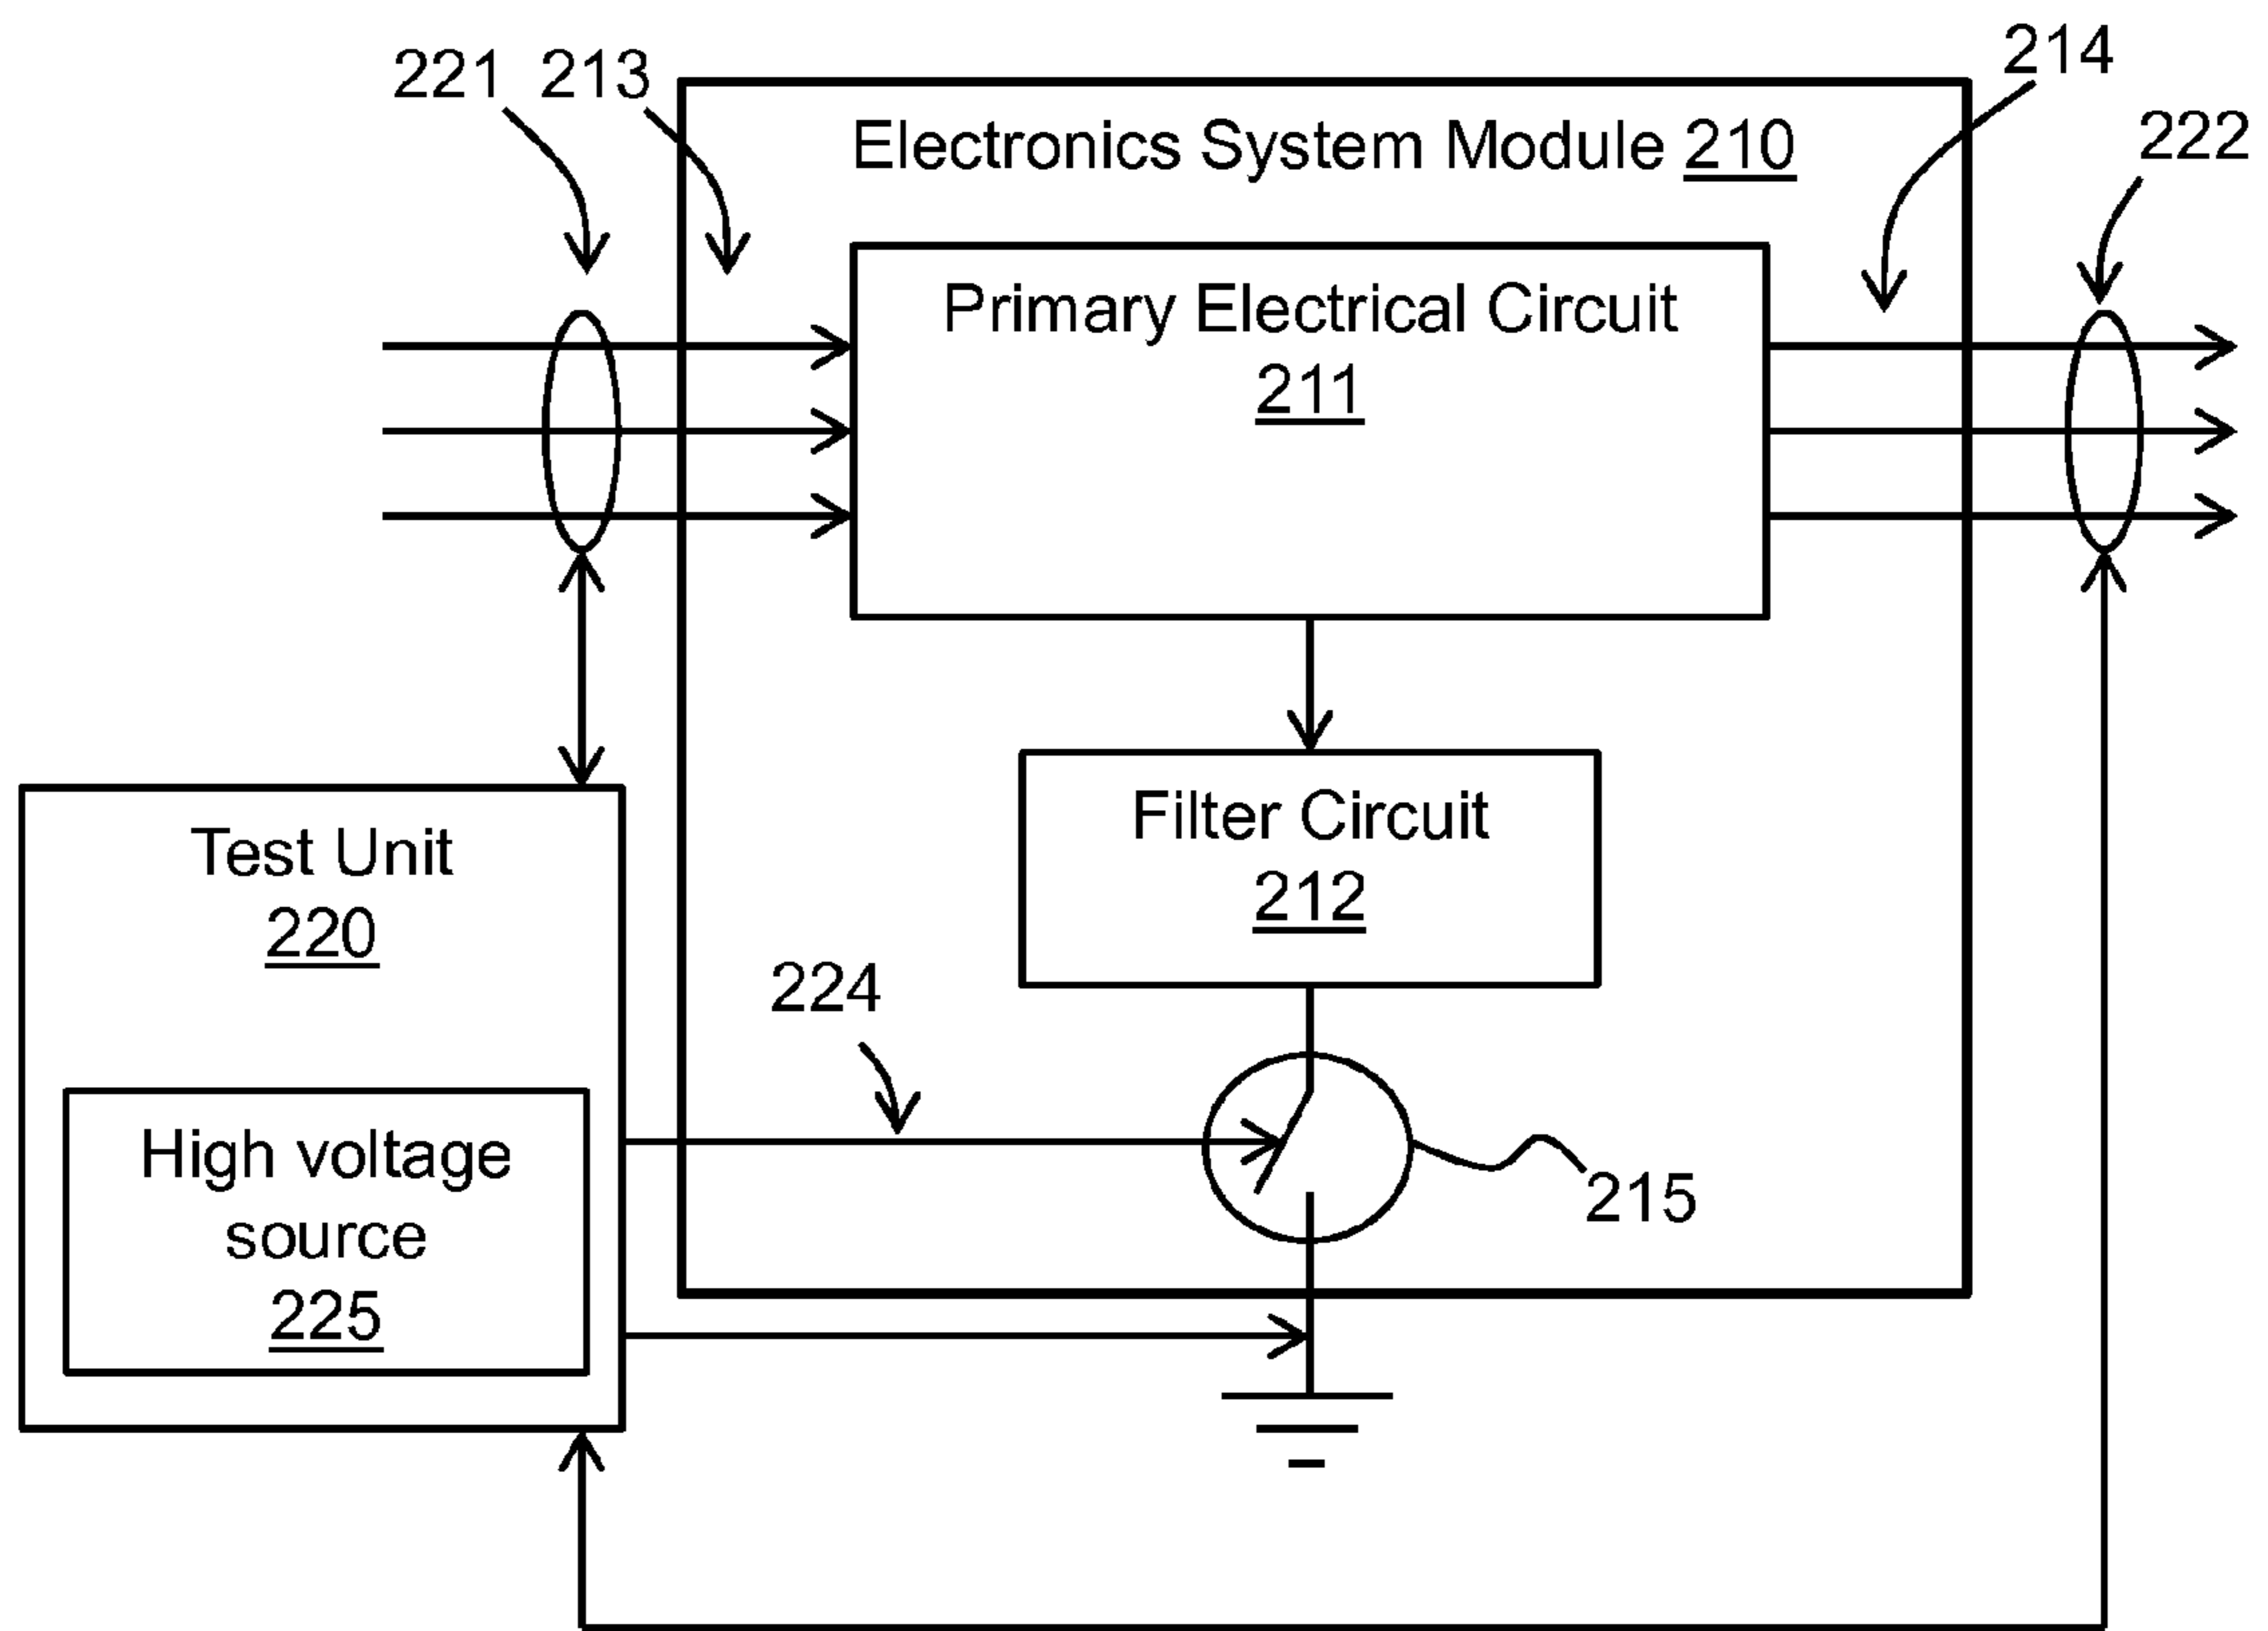 214
221 213
222
Electronics System Module 210
Primary Electrical Circuit
211
Filter Circuit
212
Test Unit
220
224
High voltage
source
225
215